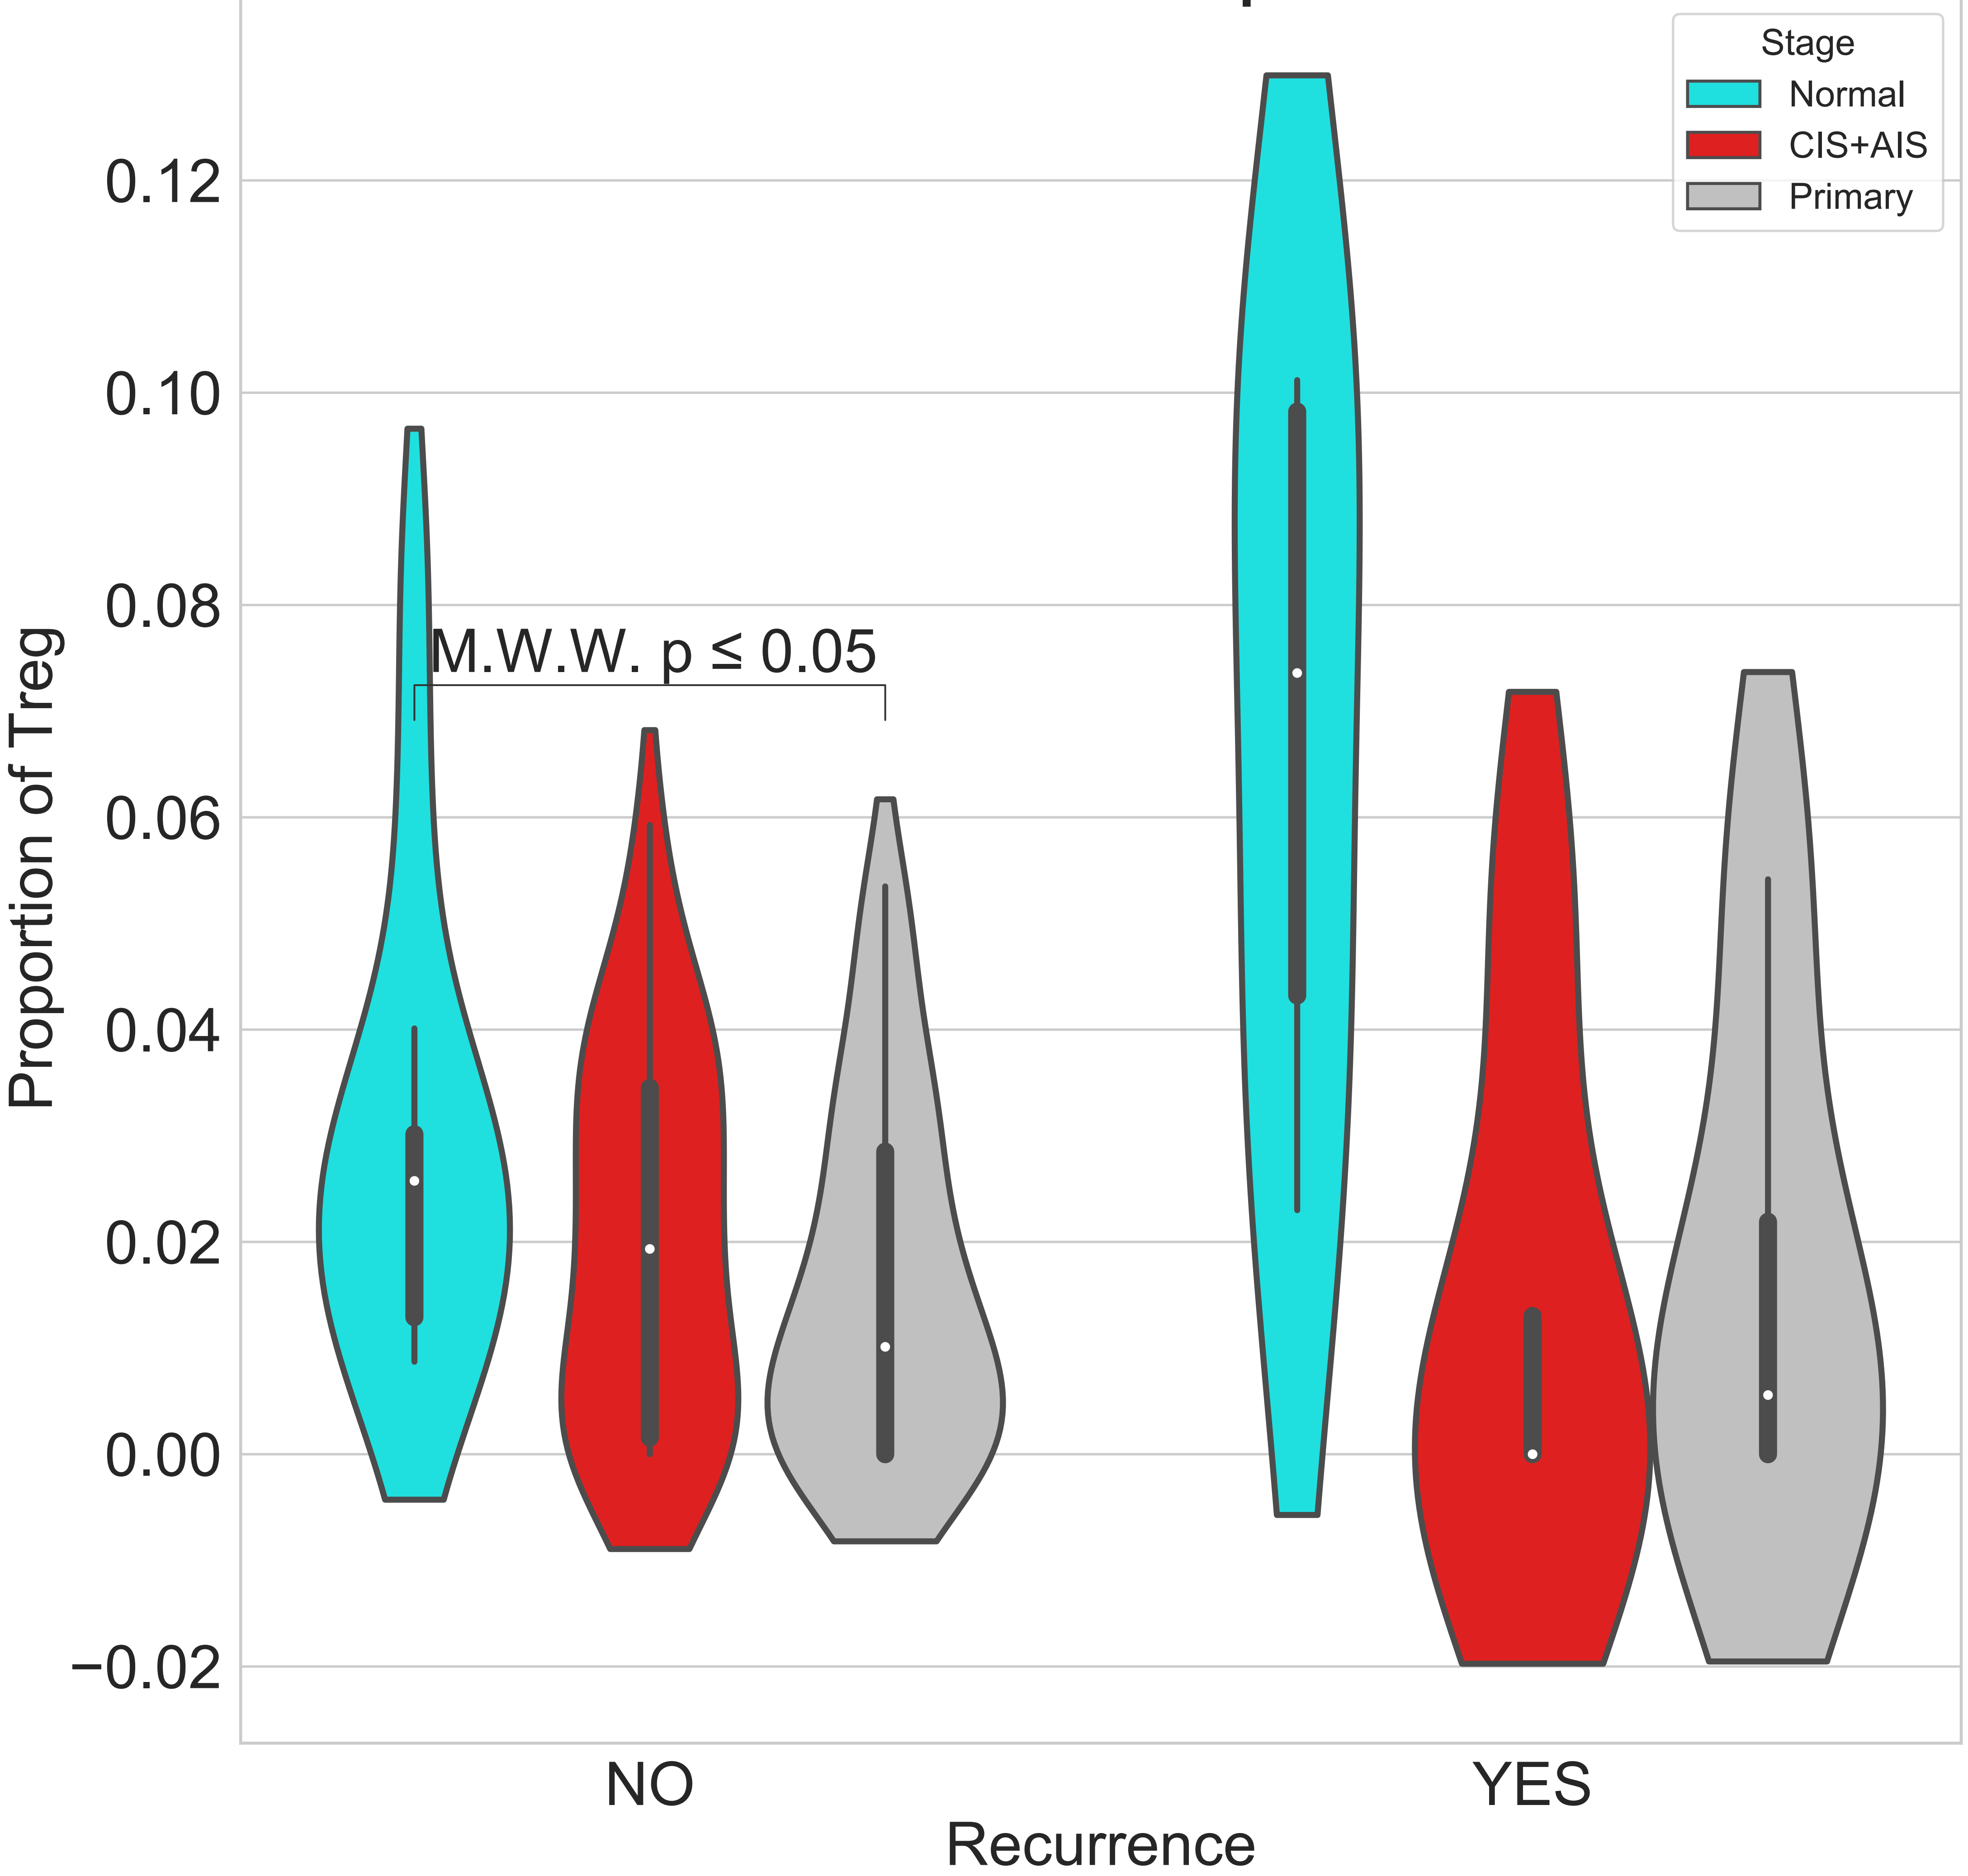 Stage
Normal
CIS+AIS
Primary
0.12
0.10
0.08
0.06
0.04
0.02
0.00
−0.02
Proportion of Treg
M.W.W. p ≤ 0.05
NO
YES
Recurrence